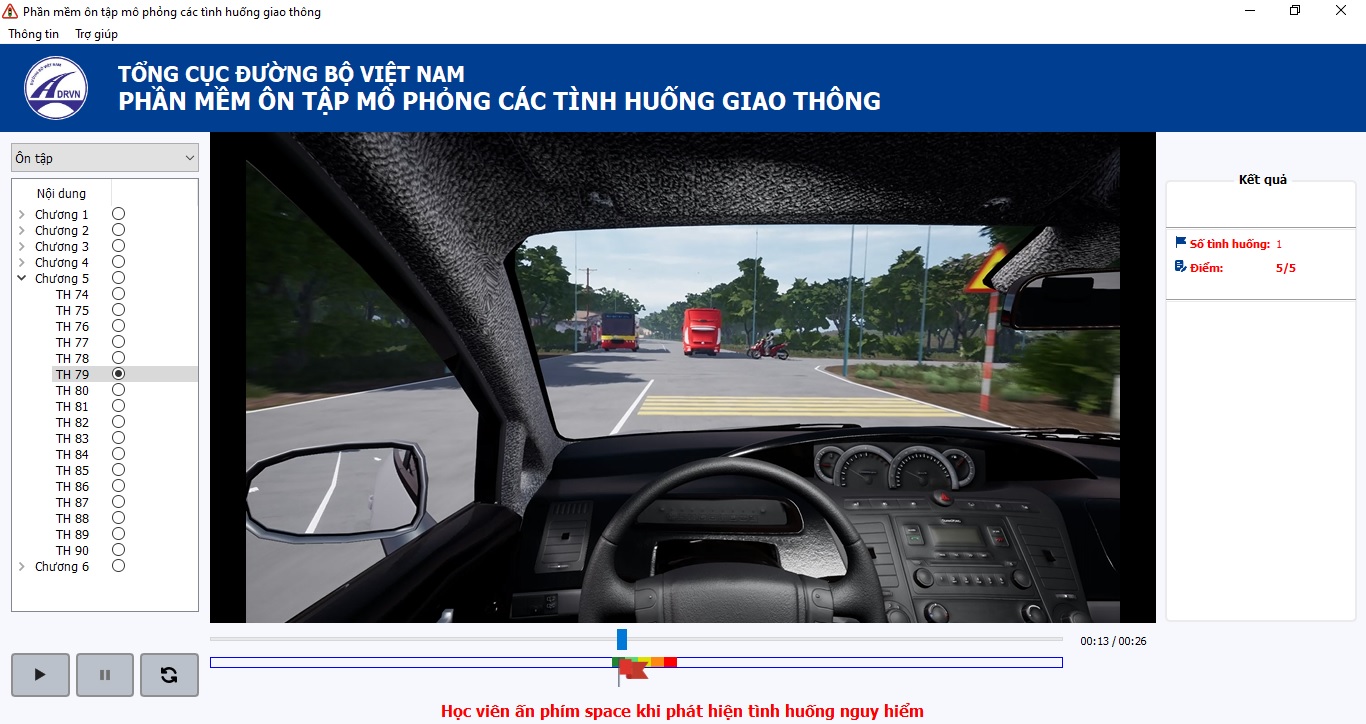 Phần mềm ôn tập mô phỏng các tình huống giao thông
Thông tin Trợ giúp
ĐƯỜNG BỘ VIỆT NAM
DRVN
TỔNG CỤC ĐƯỜNG BỘ VIỆT NAM
PHẦN MỀM ÔN TẬP MÔ PHỎNG CÁC TÌNH HUỐNG GIAO THÔNG
Ôn tập
Nội dung
Chương 1
Chương 2
Chương 3
Chương 4
Chương 5
TH 74
TH 75
TH 76
TH 77
TH 78
TH 79
TH 80
TH 81
TH 82
TH 83
TH 84
TH 85
TH 86
TH 87
TH 88
TH 89
TH 90
Chương 6
Kết quả
Số tình huống: 1
Điểm: 5/5
00:13 / 00:26
Học viên ấn phím space khi phát hiện tình huống nguy hiểm